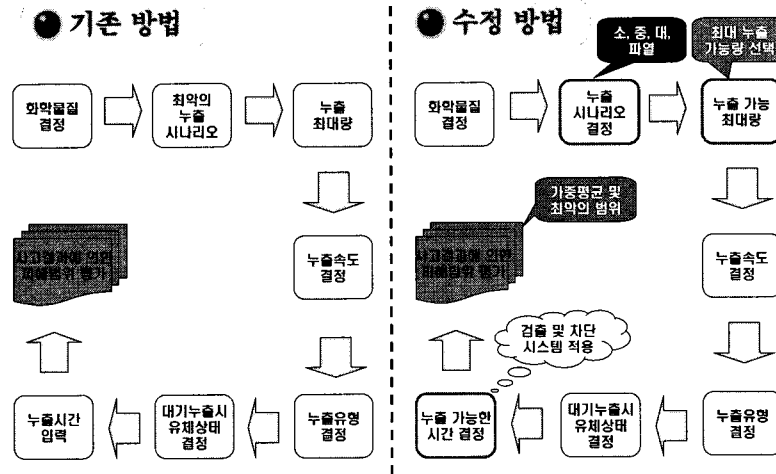 기존 방법
화학물질
결정
최악의
누출
시나리오
누출
최대량
누출속도
결정
누출유형
결정
대기누출시
유체상태
결정
누출시간
입력
사고결과에 의한
피해범위 평가
수정 방법
소, 중, 대,
파열
최대 누출
가능량 선택
화학물질
결정
누출
시나리오
결정
누출 가능
최대량
누출속도
결정
누출유형
결정
대기누출시
유체상태
결정
누출 가능한
시간 결정
검출 및 차단
시스템 적용
가중평균 및
최악의 범위
사고결과에 의한
피해범위 평가